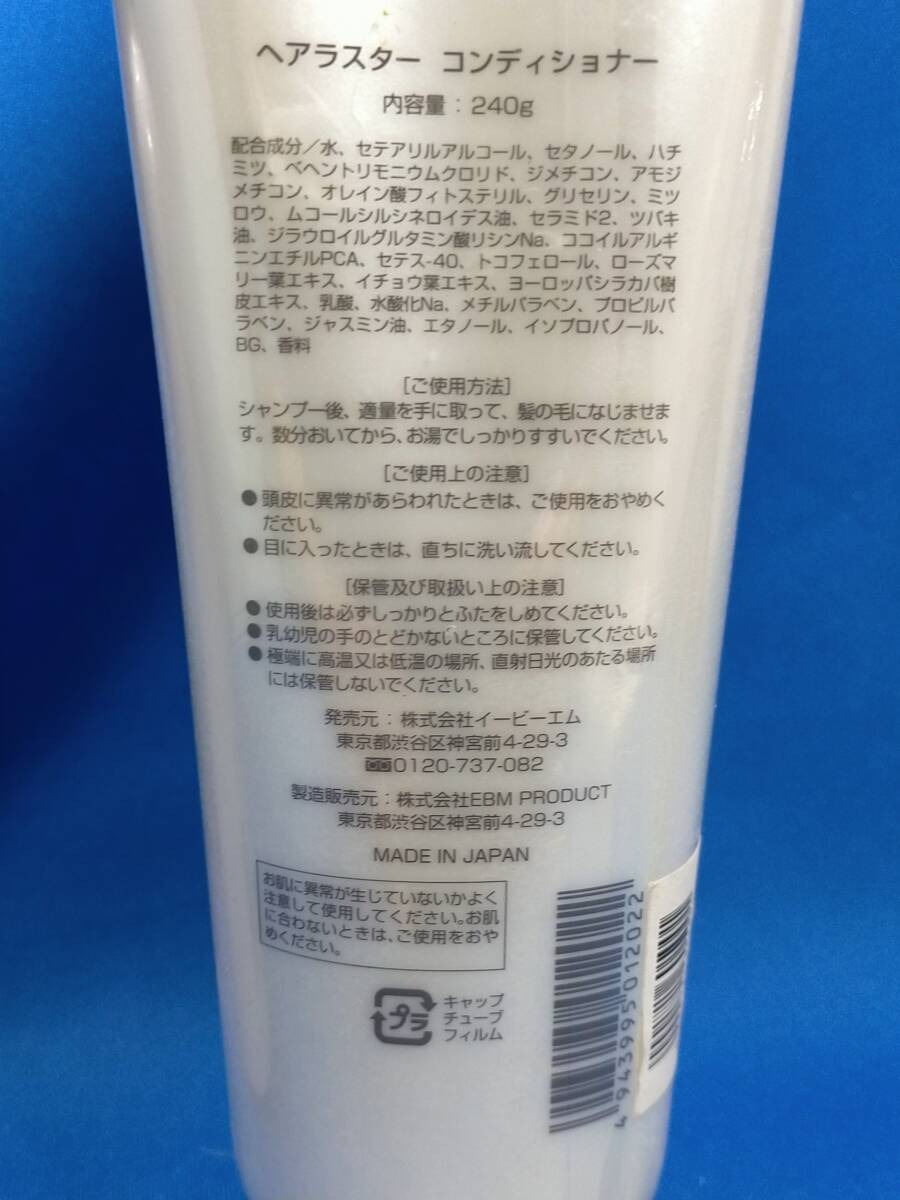 ヘアラスター コンディショナー
内容量：240g
配合成分／水、セテアリルアルコール、セタノール、ハチ
ミツ、ベヘントリモニウムクロリド、ジメチコン、アモジ
メチコン、オレイン酸フィトステリル、グリセリン、ミツ
ロウ、ムコールシルシネロイデス油、セラミド2、ツバキ
油、ジラウロイルグルタミン酸リシンNa、ココイルアルギ
ニンエチルPCA、セテス-40、トコフェロール、ローズマ
リー葉エキス、イチョウ葉エキス、ヨーロッパシラカバ樹
皮エキス、乳酸、水酸化Na、メチルパラベン、プロピルパ
ラベン、ジャスミン油、エタノール、イソプロパノール、
BG、香料
［ご使用方法］
シャンプー後、適量を手に取って、髪の毛になじませま
す。数分おいてから、お湯でしっかりすすいでください。
［ご使用上の注意］
●頭皮に異常があらわれたときは、ご使用をおやめく
ださい。
●目に入ったときは、直ちに洗い流してください。
［保管及び取扱い上の注意］
●使用後は必ずしっかりとふたをしめてください。
●乳幼児の手のとどかないところに保管してください。
●極端に高温又は低温の場所、直射日光のあたる場所
には保管しないでください。
発売元：株式会社イービーエム
東京都渋谷区神宮前4-29-3
0120-737-082
製造販売元：株式会社EBM PRODUCT
東京都渋谷区神宮前4-29-3
MADE IN JAPAN
お肌に異常が生じていないかよく
注意して使用してください。お肌
に合わないときは、ご使用をおや
めください。
プラ
キャップ
チューブ
フィルム
4943995012022